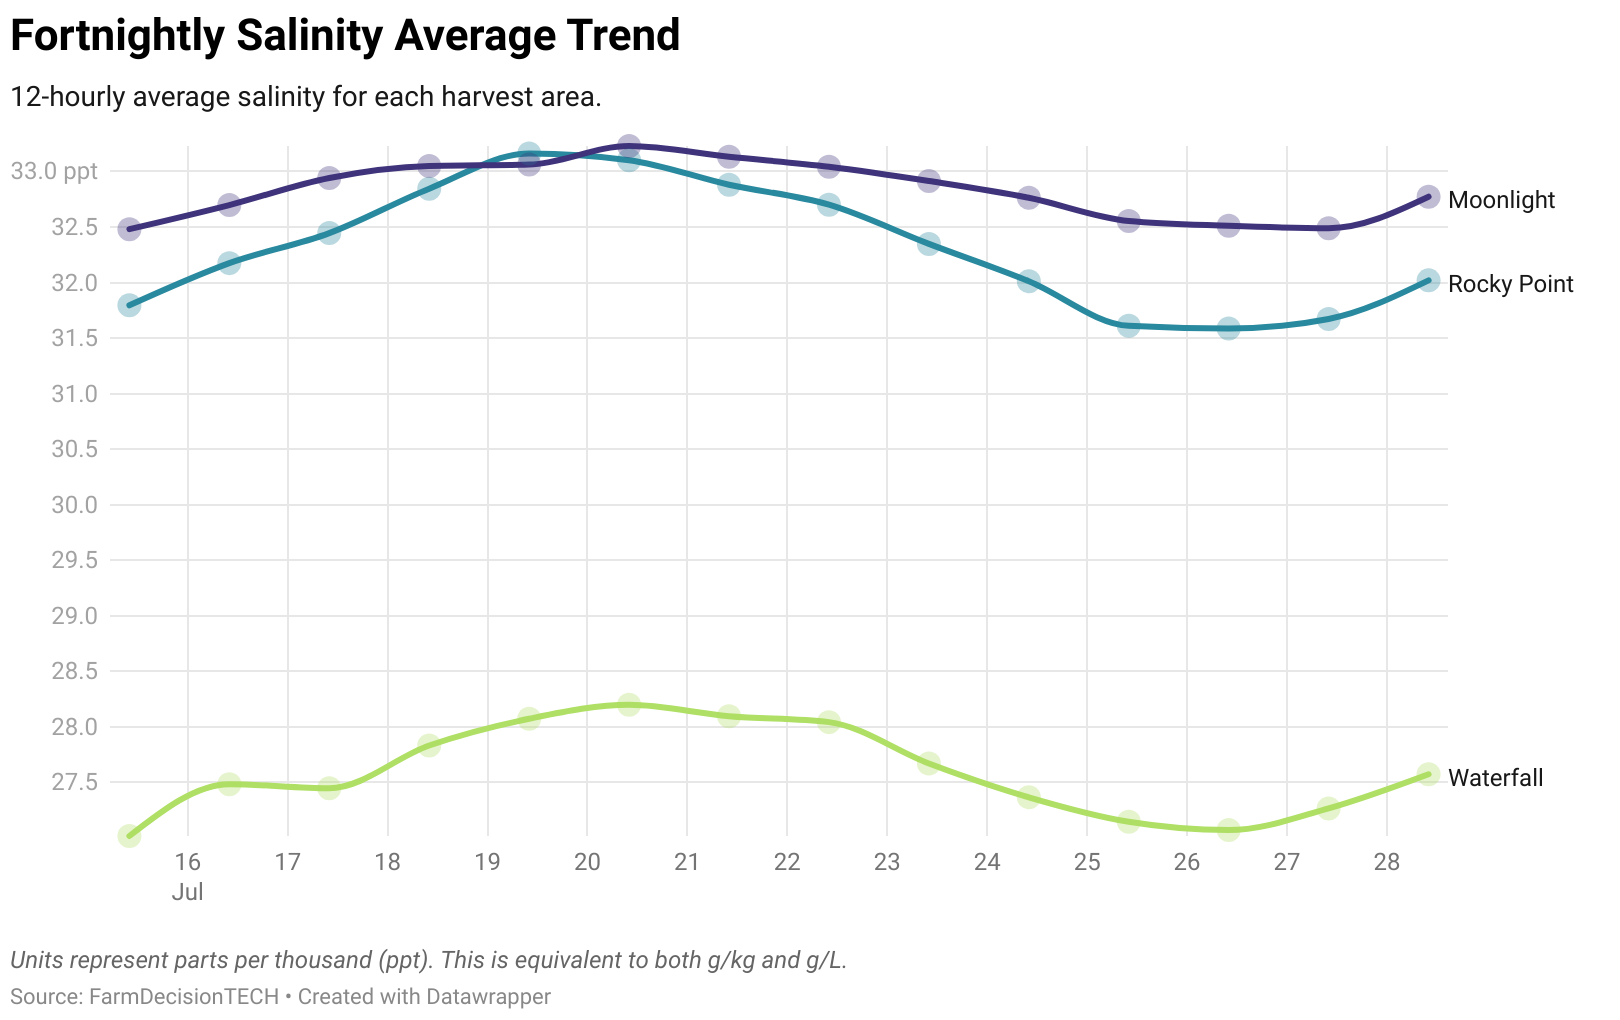 Fortnightly Salinity Average Trend
12-hourly average salinity for each harvest area.
33.0 ppt
32.5
32.0
31.5
31.0
30.5
30.0
29.5
29.0
28.5
28.0
27.5
Moonlight
Rocky Point
Waterfall
16 17 18 19 20 21 22 23 24 25 26 27 28
Jul
Units represent parts per thousand (ppt). This is equivalent to both g/kg and g/L.
Source: FarmDecisionTECH • Created with Datawrapper